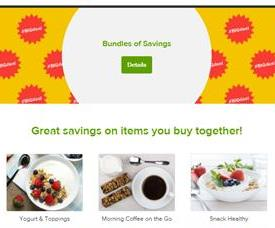 Bundles of Savings
Details
Great savings on items you buy together!
Yogurt & Toppings
Morning Coffee on the Go
Snack Healthy